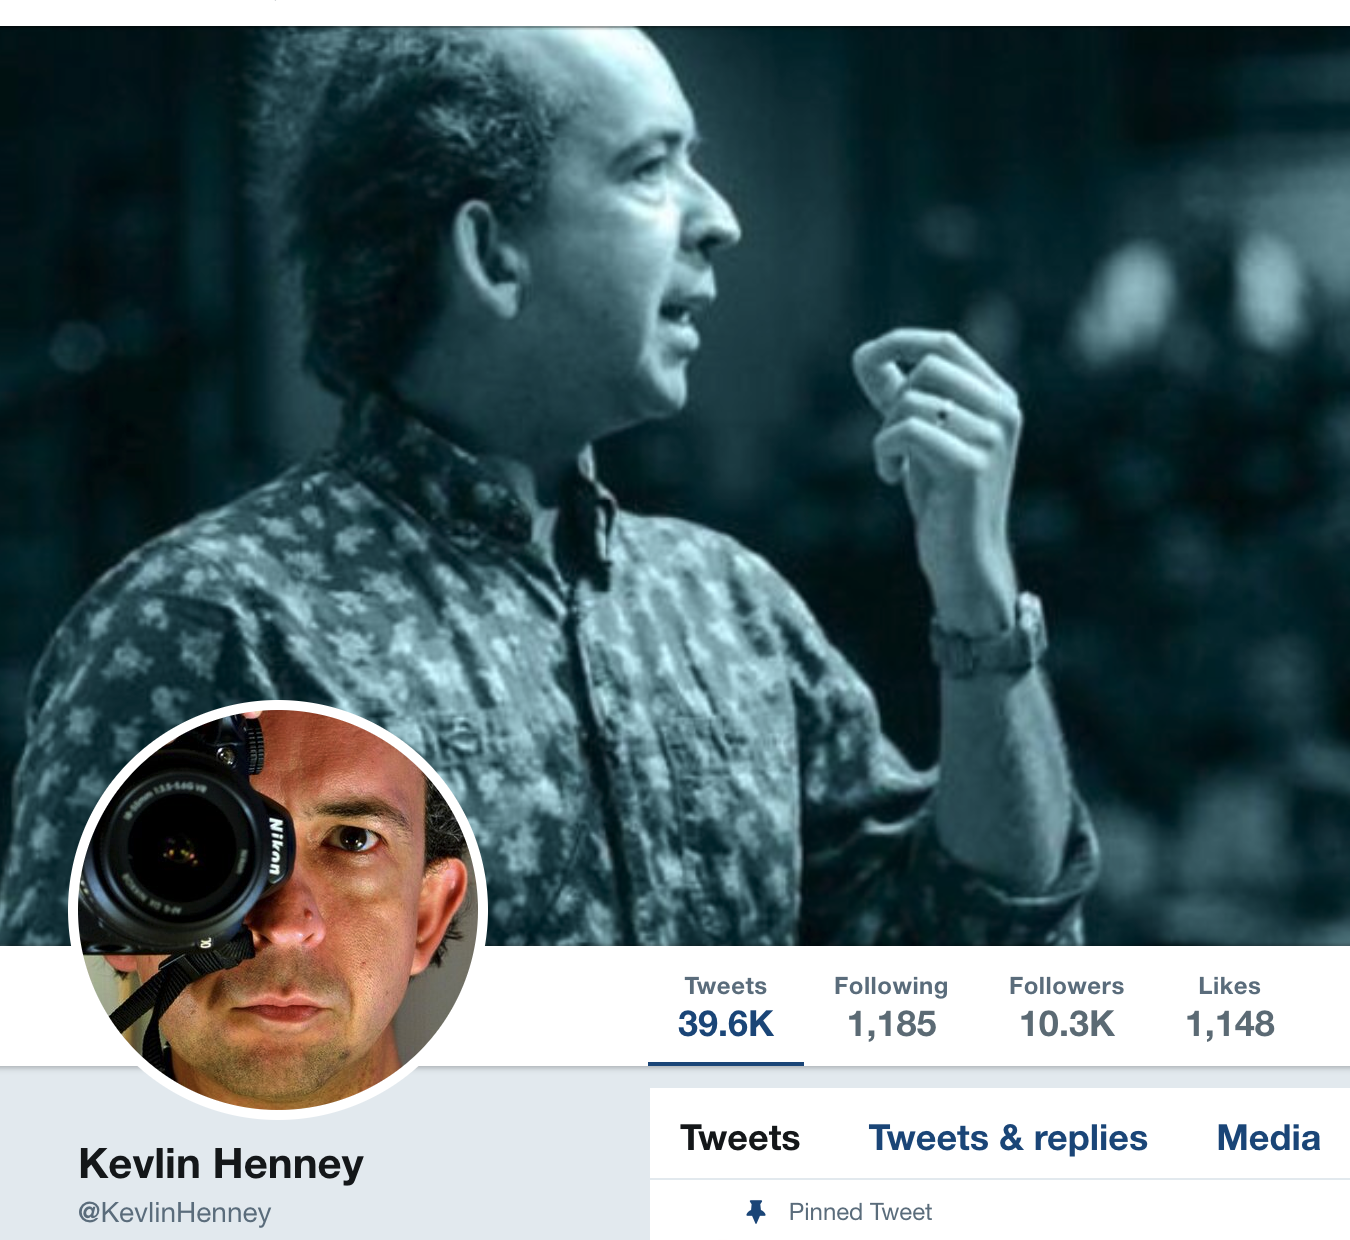 Nikon
Tweets
39.6K
Following
1,185
Followers
10.3K
Likes
1,148
Tweets
Tweets & replies
Media
Kevlin Henney
@KevlinHenney
Pinned Tweet